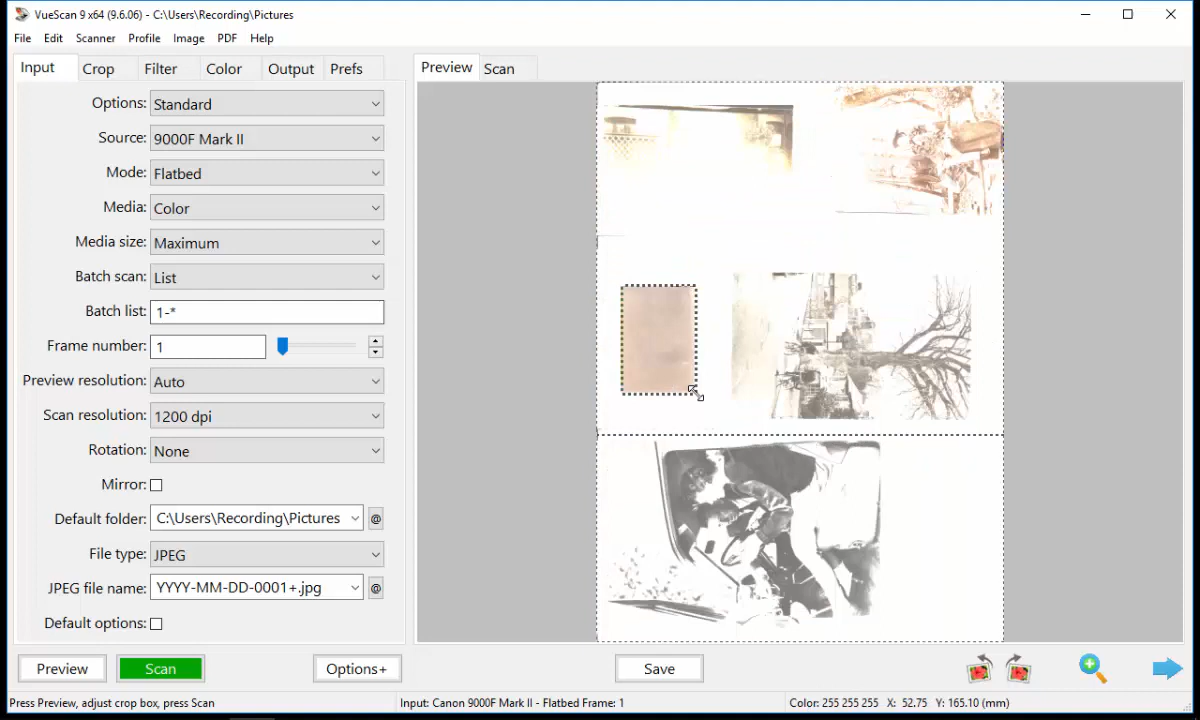 VueScan 9 x64 (9.6.06) - C:\Users\Recording\Pictures
File Edit Scanner Profile Image PDF Help
Input Crop Filter Color Output Prefs Preview Scan
Options: Standard
Source: 9000F Mark II
Mode: Flatbed
Media: Color
Media size: Maximum
Batch scan: List
Batch list: 1-*
Frame number: 1
Preview resolution: Auto
Scan resolution: 1200 dpi
Rotation: None
Mirror:
Default folder: C:\Users\Recording\Pictures @
File type: JPEG
JPEG file name: YYYY-MM-DD-0001+.jpg @
Default options:
Preview Scan Options+ Save
Press Preview, adjust crop box, press Scan Input: Canon 9000F Mark II - Flatbed Frame: 1 Color: 255 255 255 X: 52.75 Y: 165.10 (mm)